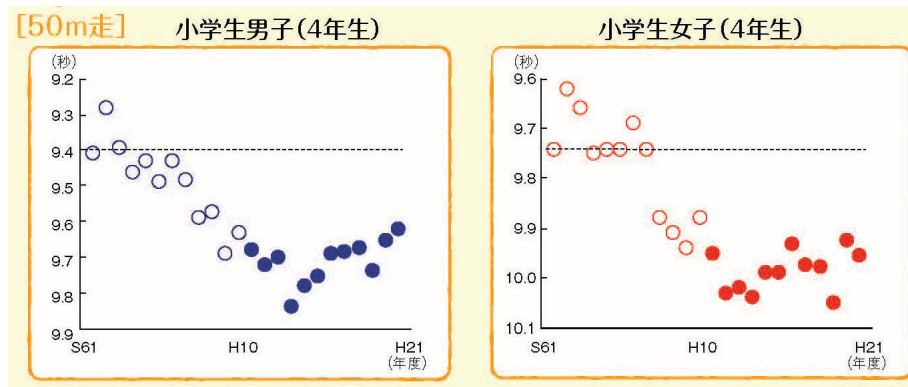 [50m走]
小学生男子(4年生)
(秒)
9.2
9.3
9.4
9.5
9.6
9.7
9.8
9.9
S61
H10
H21
(年度)
小学生女子(4年生)
(秒)
9.6
9.7
9.8
9.9
10.0
10.1
S61
H10
H21
(年度)